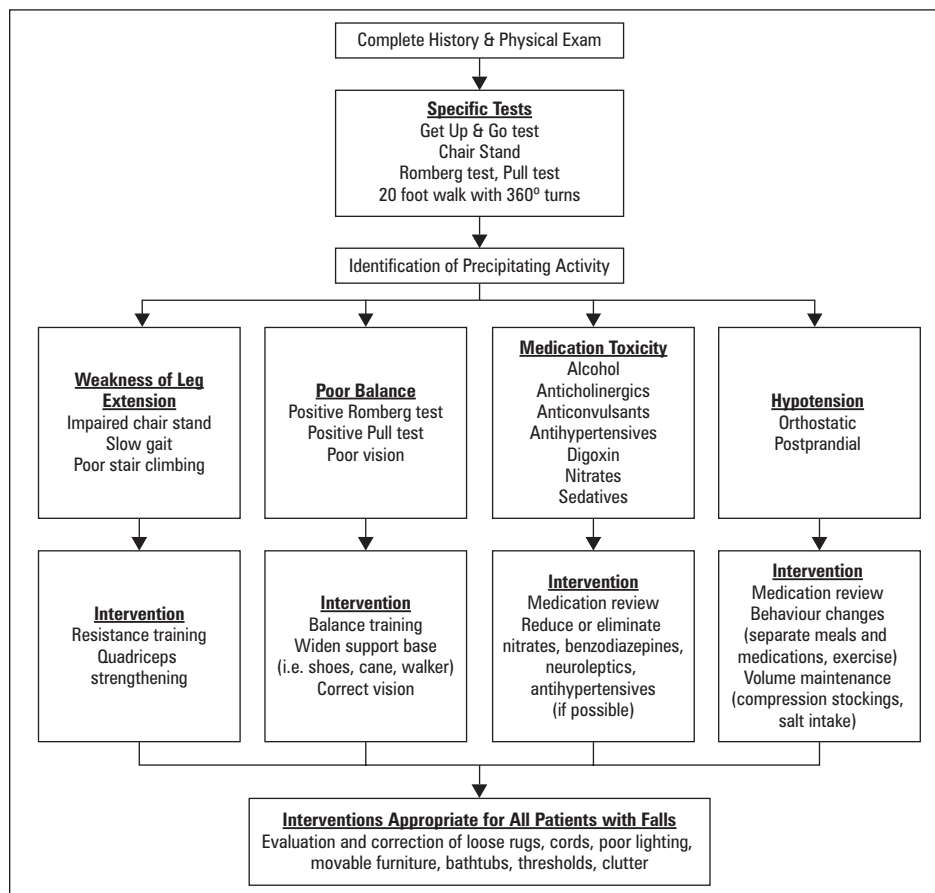 Complete History & Physical Exam
Specific Tests
Get Up & Go test
Chair Stand
Romberg test, Pull test
20 foot walk with 360º turns
Identification of Precipitating Activity
Weakness of Leg
Extension
Impaired chair stand
Slow gait
Poor stair climbing
Poor Balance
Positive Romberg test
Positive Pull test
Poor vision
Medication Toxicity
Alcohol
Anticholinergics
Anticonvulsants
Antihypertensives
Digoxin
Nitrates
Sedatives
Hypotension
Orthostatic
Postprandial
Intervention
Resistance training
Quadriceps
strengthening
Intervention
Balance training
Widen support base
(i.e. shoes, cane, walker)
Correct vision
Intervention
Medication review
Reduce or eliminate
nitrates, benzodiazepines,
neuroleptics,
antihypertensives
(if possible)
Intervention
Medication review
Behaviour changes
(separate meals and
medications, exercise)
Volume maintenance
(compression stockings,
salt intake)
Interventions Appropriate for All Patients with Falls
Evaluation and correction of loose rugs, cords, poor lighting,
movable furniture, bathtubs, thresholds, clutter